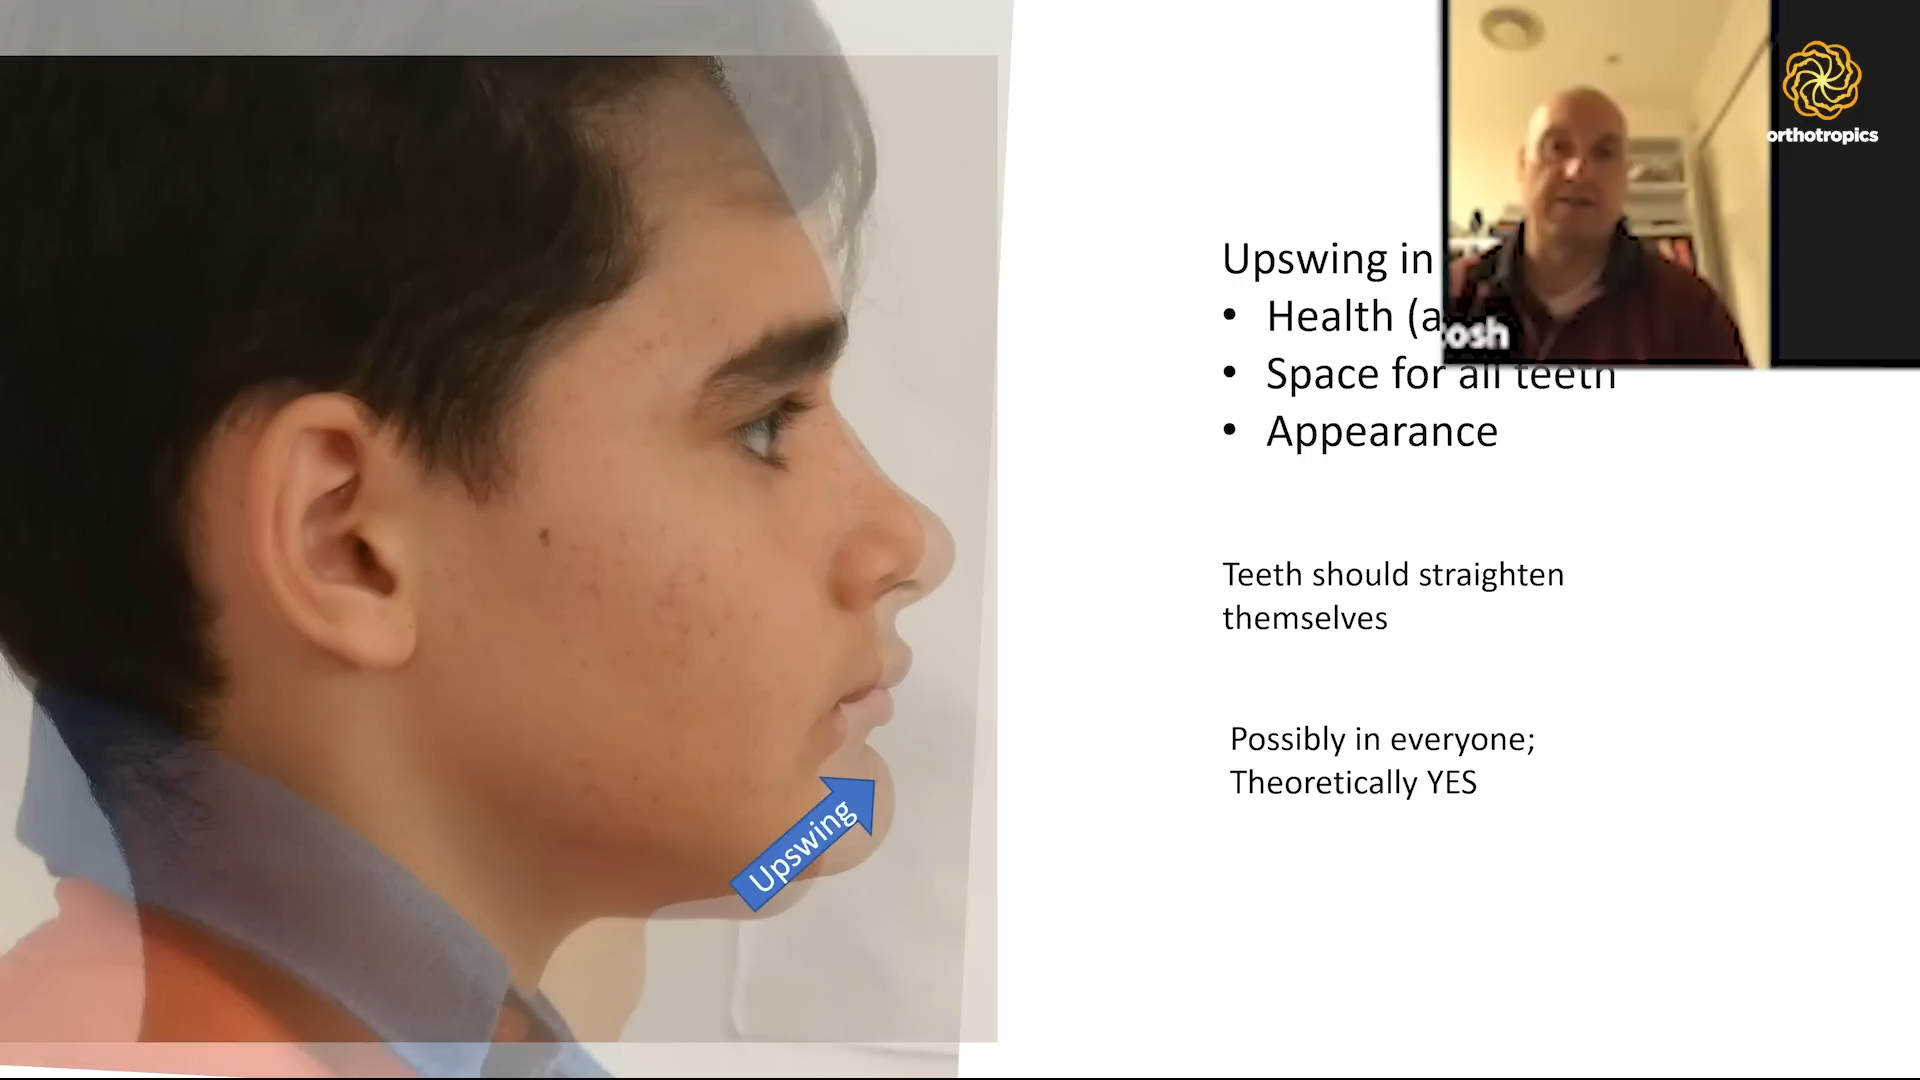 orthotropics
Upswing in
• Health (a
osh
• Space for all teeth
• Appearance
Teeth should straighten
themselves
Possibly in everyone;
Theoretically YES
Upswing